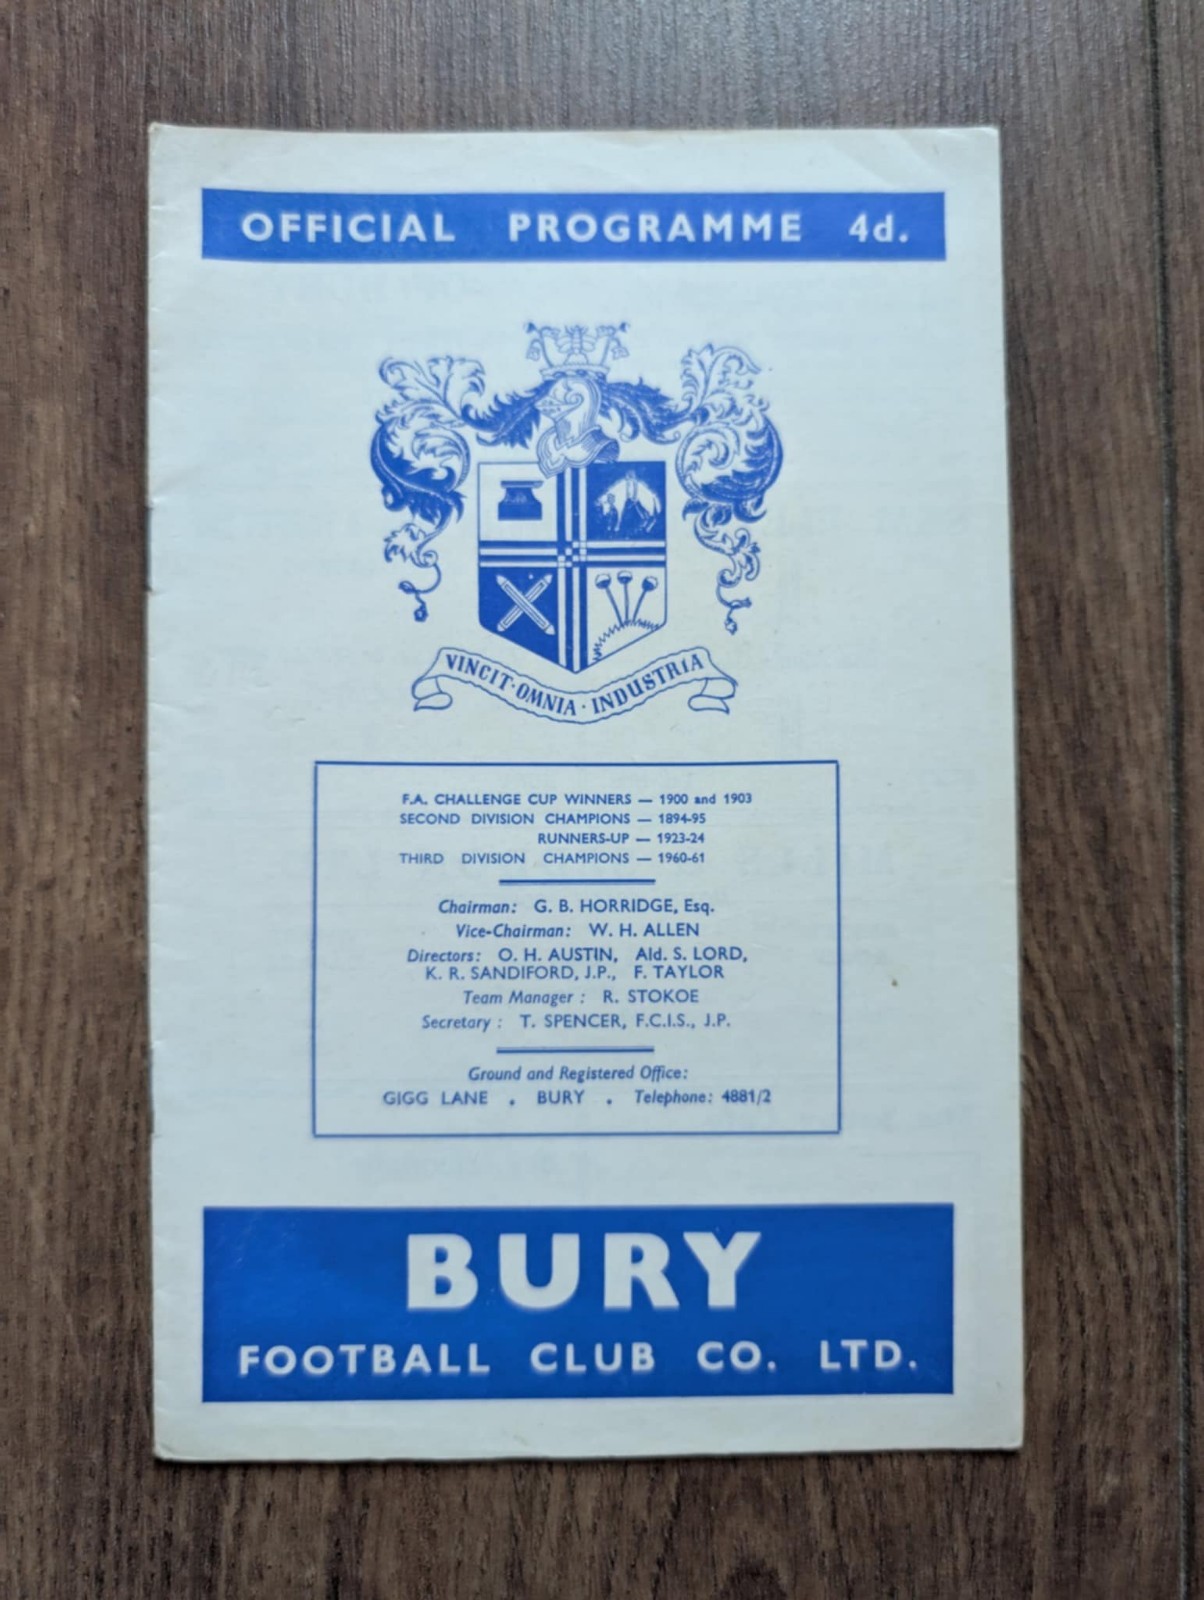 OFFICIAL PROGRAMME 4d.
VINCIT · OMNIA · INDUSTRIA
F.A. CHALLENGE CUP WINNERS — 1900 and 1903
SECOND DIVISION CHAMPIONS — 1894-95
RUNNERS-UP — 1923-24
THIRD DIVISION CHAMPIONS — 1960-61
Chairman: G. B. HORRIDGE, Esq.
Vice-Chairman: W. H. ALLEN
Directors: O. H. AUSTIN, Ald. S. LORD,
K. R. SANDIFORD, J.P., F. TAYLOR
Team Manager : R. STOKOE
Secretary : T. SPENCER, F.C.I.S., J.P.
Ground and Registered Office:
GIGG LANE . BURY . Telephone: 4881/2
BURY
FOOTBALL CLUB CO. LTD.